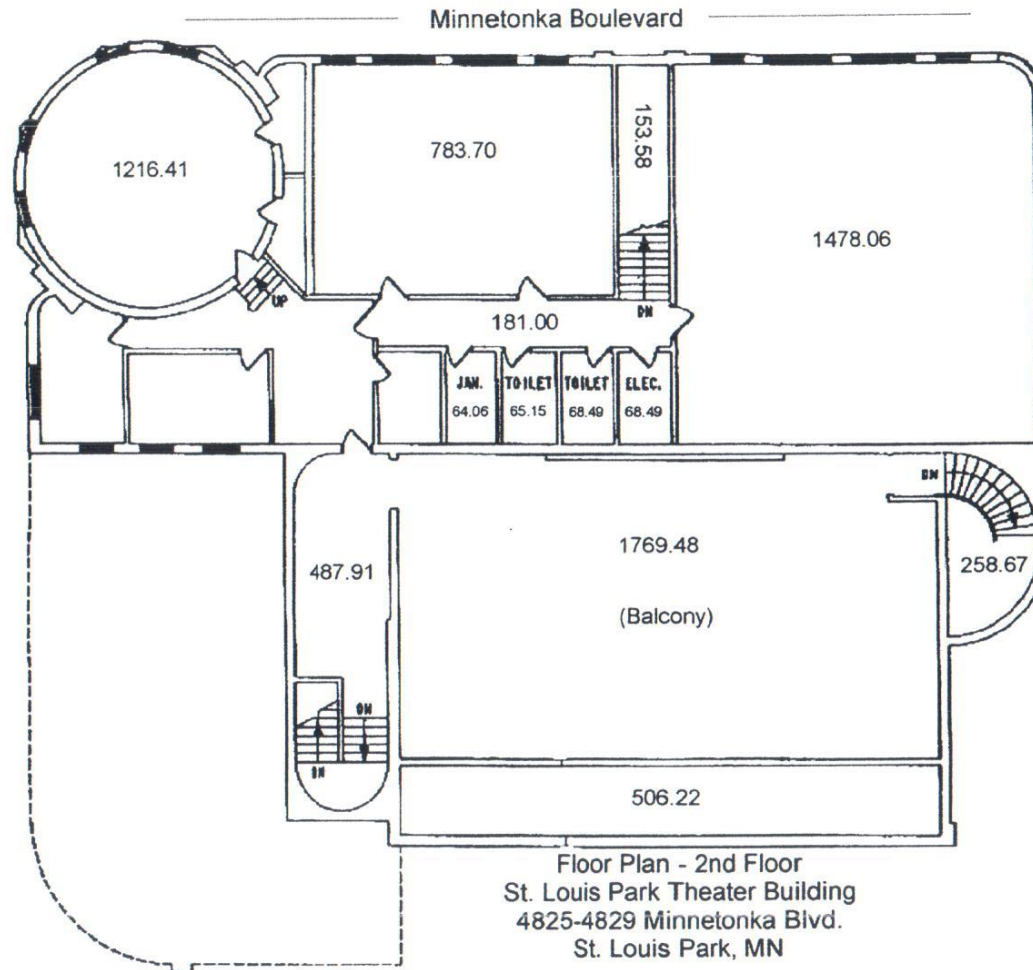 Minnetonka Boulevard
1216.41
783.70
153.58
1478.06
UP
DN
181.00
JAN.
64.06
TOILET
65.15
TOILET
68.49
ELEC.
68.49
DN
1769.48
(Balcony)
487.91
258.67
DN
DN
506.22
Floor Plan - 2nd Floor
St. Louis Park Theater Building
4825-4829 Minnetonka Blvd.
St. Louis Park, MN